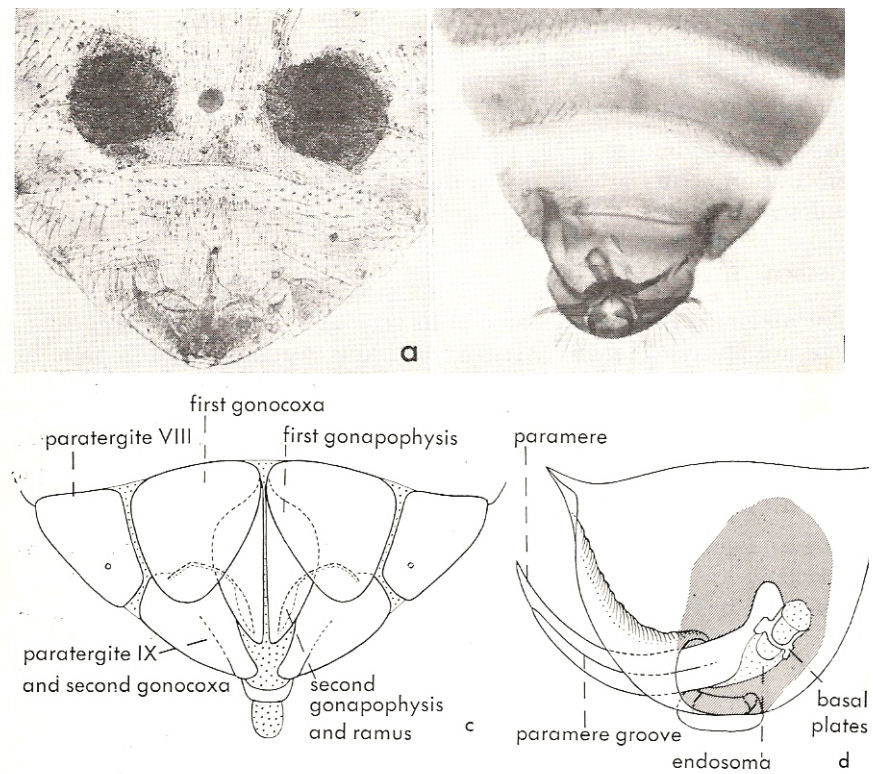 a
first gonocoxa
paratergite VIII
first gonapophysis
paratergite IX
and second gonocoxa
second
gonapophysis
and ramus
c
paramere
paramere groove
endosoma
basal
plates
d